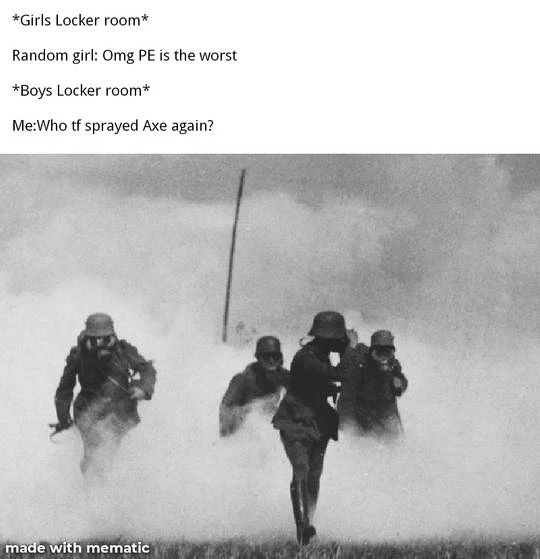 *Girls Locker room*
Random girl: Omg PE is the worst
*Boys Locker room*
Me:Who tf sprayed Axe again?
made with mematic